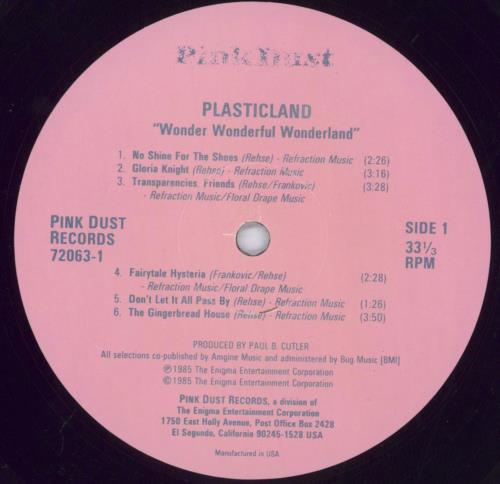 Pink Dust
PLASTICLAND
"Wonder Wonderful Wonderland"
1. No Shine For The Shoes (Rehse) - Refraction Music (2:26)
2. Gloria Knight (Rehse) - Refraction Music (3:16)
3. Transparencies, Friends (Rehse/Frankovic) (3:28)
- Refraction Music/Floral Drape Music
PINK DUST
RECORDS
72063-1
SIDE 1
33⅓
RPM
4. Fairytale Hysteria (Frankovic/Rehse) (2:28)
- Refraction Music/Floral Drape Music
5. Don't Let It All Pass By (Rehse) - Refraction Music (1:26)
6. The Gingerbread House (Rehse) - Refraction Music (3:50)
PRODUCED BY PAUL B. CUTLER
All selections co-published by Amgine Music and administered by Bug Music [BMI]
℗1985 The Enigma Entertainment Corporation
©1985 The Enigma Entertainment Corporation
PINK DUST RECORDS, a division of
The Enigma Entertainment Corporation
1750 East Holly Avenue, Post Office Box 2428
El Segundo, California 90245-1528 USA
Manufactured in USA